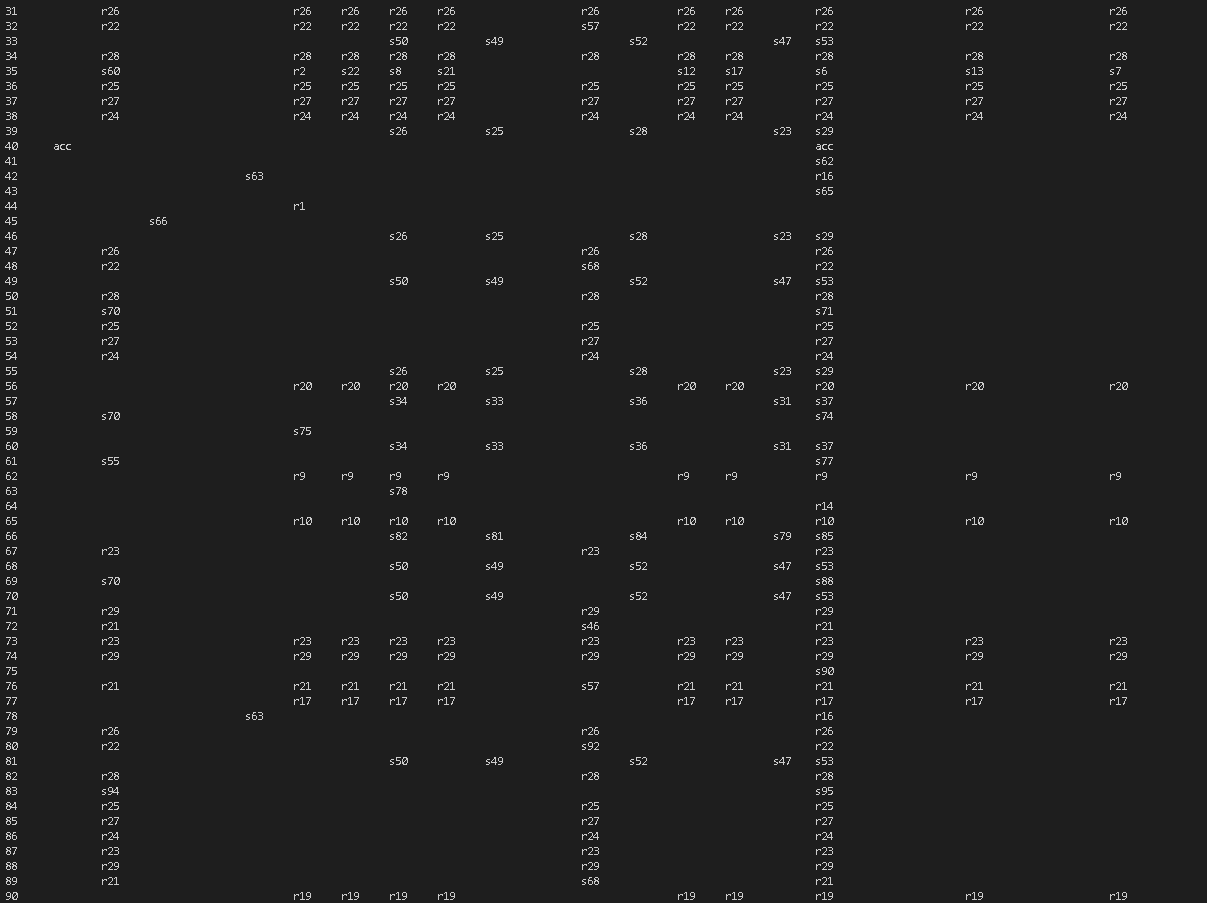 31 r26 r26 r26 r26 r26 r26 r26 r26 r26 r26 r26
32 r22 r22 r22 r22 r22 s57 r22 r22 r22 r22 r22
33 s50 s49 s52 s47 s53
34 r28 r28 r28 r28 r28 r28 r28 r28 r28 r28 r28
35 s60 r2 s22 s8 s21 s12 s17 s6 s13 s7
36 r25 r25 r25 r25 r25 r25 r25 r25 r25 r25 r25
37 r27 r27 r27 r27 r27 r27 r27 r27 r27 r27 r27
38 r24 r24 r24 r24 r24 r24 r24 r24 r24 r24 r24
39 s26 s25 s28 s23 s29
40 acc acc
41 s62
42 s63 r16
43 s65
44 r1
45 s66
46 s26 s25 s28 s23 s29
47 r26 r26 r26
48 r22 s68 r22
49 s50 s49 s52 s47 s53
50 r28 r28 r28
51 s70 s71
52 r25 r25 r25
53 r27 r27 r27
54 r24 r24 r24
55 s26 s25 s28 s23 s29
56 r20 r20 r20 r20 r20 r20 r20 r20 r20
57 s34 s33 s36 s31 s37
58 s70 s74
59 s75
60 s34 s33 s36 s31 s37
61 s55 s77
62 r9 r9 r9 r9 r9 r9 r9 r9 r9
63 s78
64 r14
65 r10 r10 r10 r10 r10 r10 r10 r10 r10
66 s82 s81 s84 s79 s85
67 r23 r23 r23
68 s50 s49 s52 s47 s53
69 s70 s88
70 s50 s49 s52 s47 s53
71 r29 r29 r29
72 r21 s46 r21
73 r23 r23 r23 r23 r23 r23 r23 r23 r23 r23 r23
74 r29 r29 r29 r29 r29 r29 r29 r29 r29 r29 r29
75 s90
76 r21 r21 r21 r21 r21 s57 r21 r21 r21 r21 r21
77 r17 r17 r17 r17 r17 r17 r17 r17 r17
78 s63 r16
79 r26 r26 r26
80 r22 s92 r22
81 s50 s49 s52 s47 s53
82 r28 r28 r28
83 s94 s95
84 r25 r25 r25
85 r27 r27 r27
86 r24 r24 r24
87 r23 r23 r23
88 r29 r29 r29
89 r21 s68 r21
90 r19 r19 r19 r19 r19 r19 r19 r19 r19